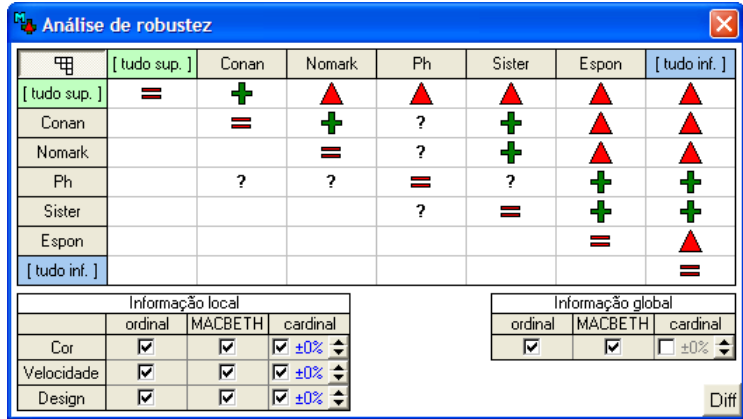 Análise de robustez
[ tudo sup. ] Conan Nomark Ph Sister Espon [ tudo inf. ]
[ tudo sup. ]
Conan ?
Nomark ?
Ph ? ? ?
Sister ?
Espon
[ tudo inf. ]
Informação local
ordinal MACBETH cardinal
Cor ±0%
Velocidade ±0%
Design ±0%
Informação global
ordinal MACBETH cardinal
±0%
Diff